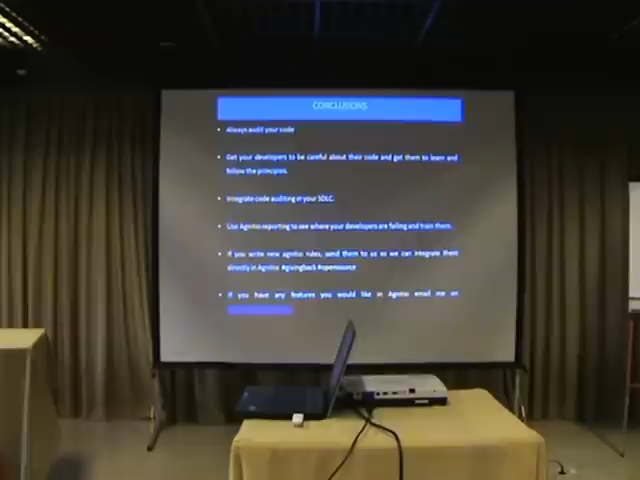 CONCLUSIONS
• Always audit your code
• Get your developers to be careful about their code and get them to learn and
follow the principles.
• Integrate code auditing in your SDLC.
• Use Agnitio reporting to see where your developers are failing and train them.
• If you write new agnitio rules, send them to us so we can integrate them
directly in Agnitio #givingback #opensource
• If you have any features you would like in Agnitio email me on